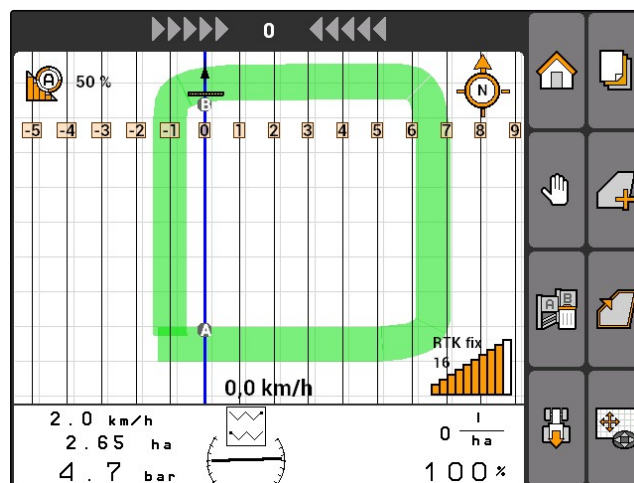 0
A 50 %
N
B
-5 -4 -3 -2 -1 0 1 2 3 4 5 6 7 8 9
A
RTK fix
16
0,0 km/h
2.0 km/h
2.65 ha
4.7 bar
0 l/ha
100%
A B